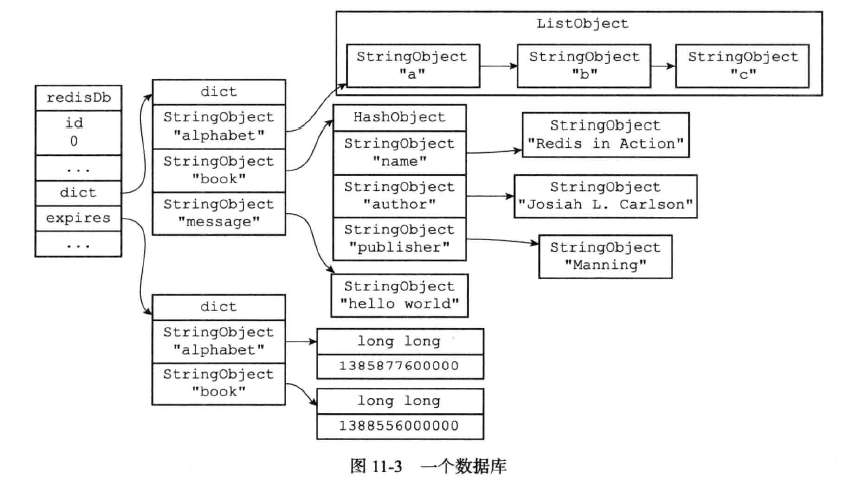 ListObject
StringObject
"a"
StringObject
"b"
StringObject
"c"
redisDb
id
0
...
dict
expires
...
dict
StringObject
"alphabet"
StringObject
"book"
StringObject
"message"
HashObject
StringObject
"name"
StringObject
"author"
StringObject
"publisher"
StringObject
"Redis in Action"
StringObject
"Josiah L. Carlson"
StringObject
"Manning"
StringObject
"hello world"
dict
StringObject
"alphabet"
StringObject
"book"
long long
1385877600000
long long
1388556000000
图 11-3 一个数据库